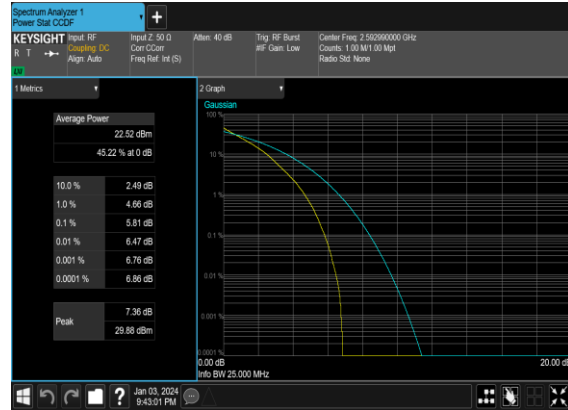 Spectrum Analyzer 1
Power Stat CCDF
KEYSIGHT
R T
LXI
Input: RF
Coupling: DC
Align: Auto
Input Z: 50 Ω
Corr CCorr
Freq Ref: Int (S)
Atten: 40 dB
Trig: RF Burst
#IF Gain: Low
Center Freq: 2.592990000 GHz
Counts: 1.00 M/1.00 Mpt
Radio Std: None
1 Metrics
Average Power
22.52 dBm
45.22 % at 0 dB
10.0 % 2.49 dB
1.0 % 4.66 dB
0.1 % 5.81 dB
0.01 % 6.47 dB
0.001 % 6.76 dB
0.0001 % 6.86 dB
Peak
7.36 dB
29.88 dBm
2 Graph
Gaussian
100 %
10 %
1 %
0.1 %
0.01 %
0.001 %
0.0001 %
0.00 dB
20.00 dB
Info BW 25.000 MHz
?
Jan 03, 2024
9:43:01 PM